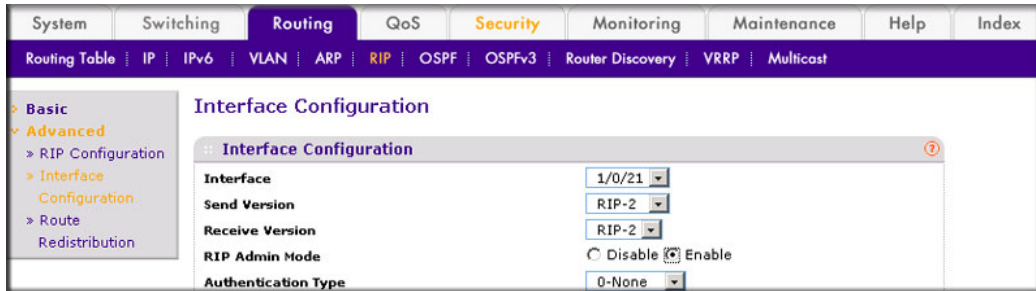 System Switching Routing QoS Security Monitoring Maintenance Help Index
Routing Table IP IPv6 VLAN ARP RIP OSPF OSPFv3 Router Discovery VRRP Multicast
Basic
Advanced
» RIP Configuration
» Interface
Configuration
» Route
Redistribution
Interface Configuration
Interface Configuration ?
Interface 1/0/21
Send Version RIP-2
Receive Version RIP-2
RIP Admin Mode Disable Enable
Authentication Type 0-None